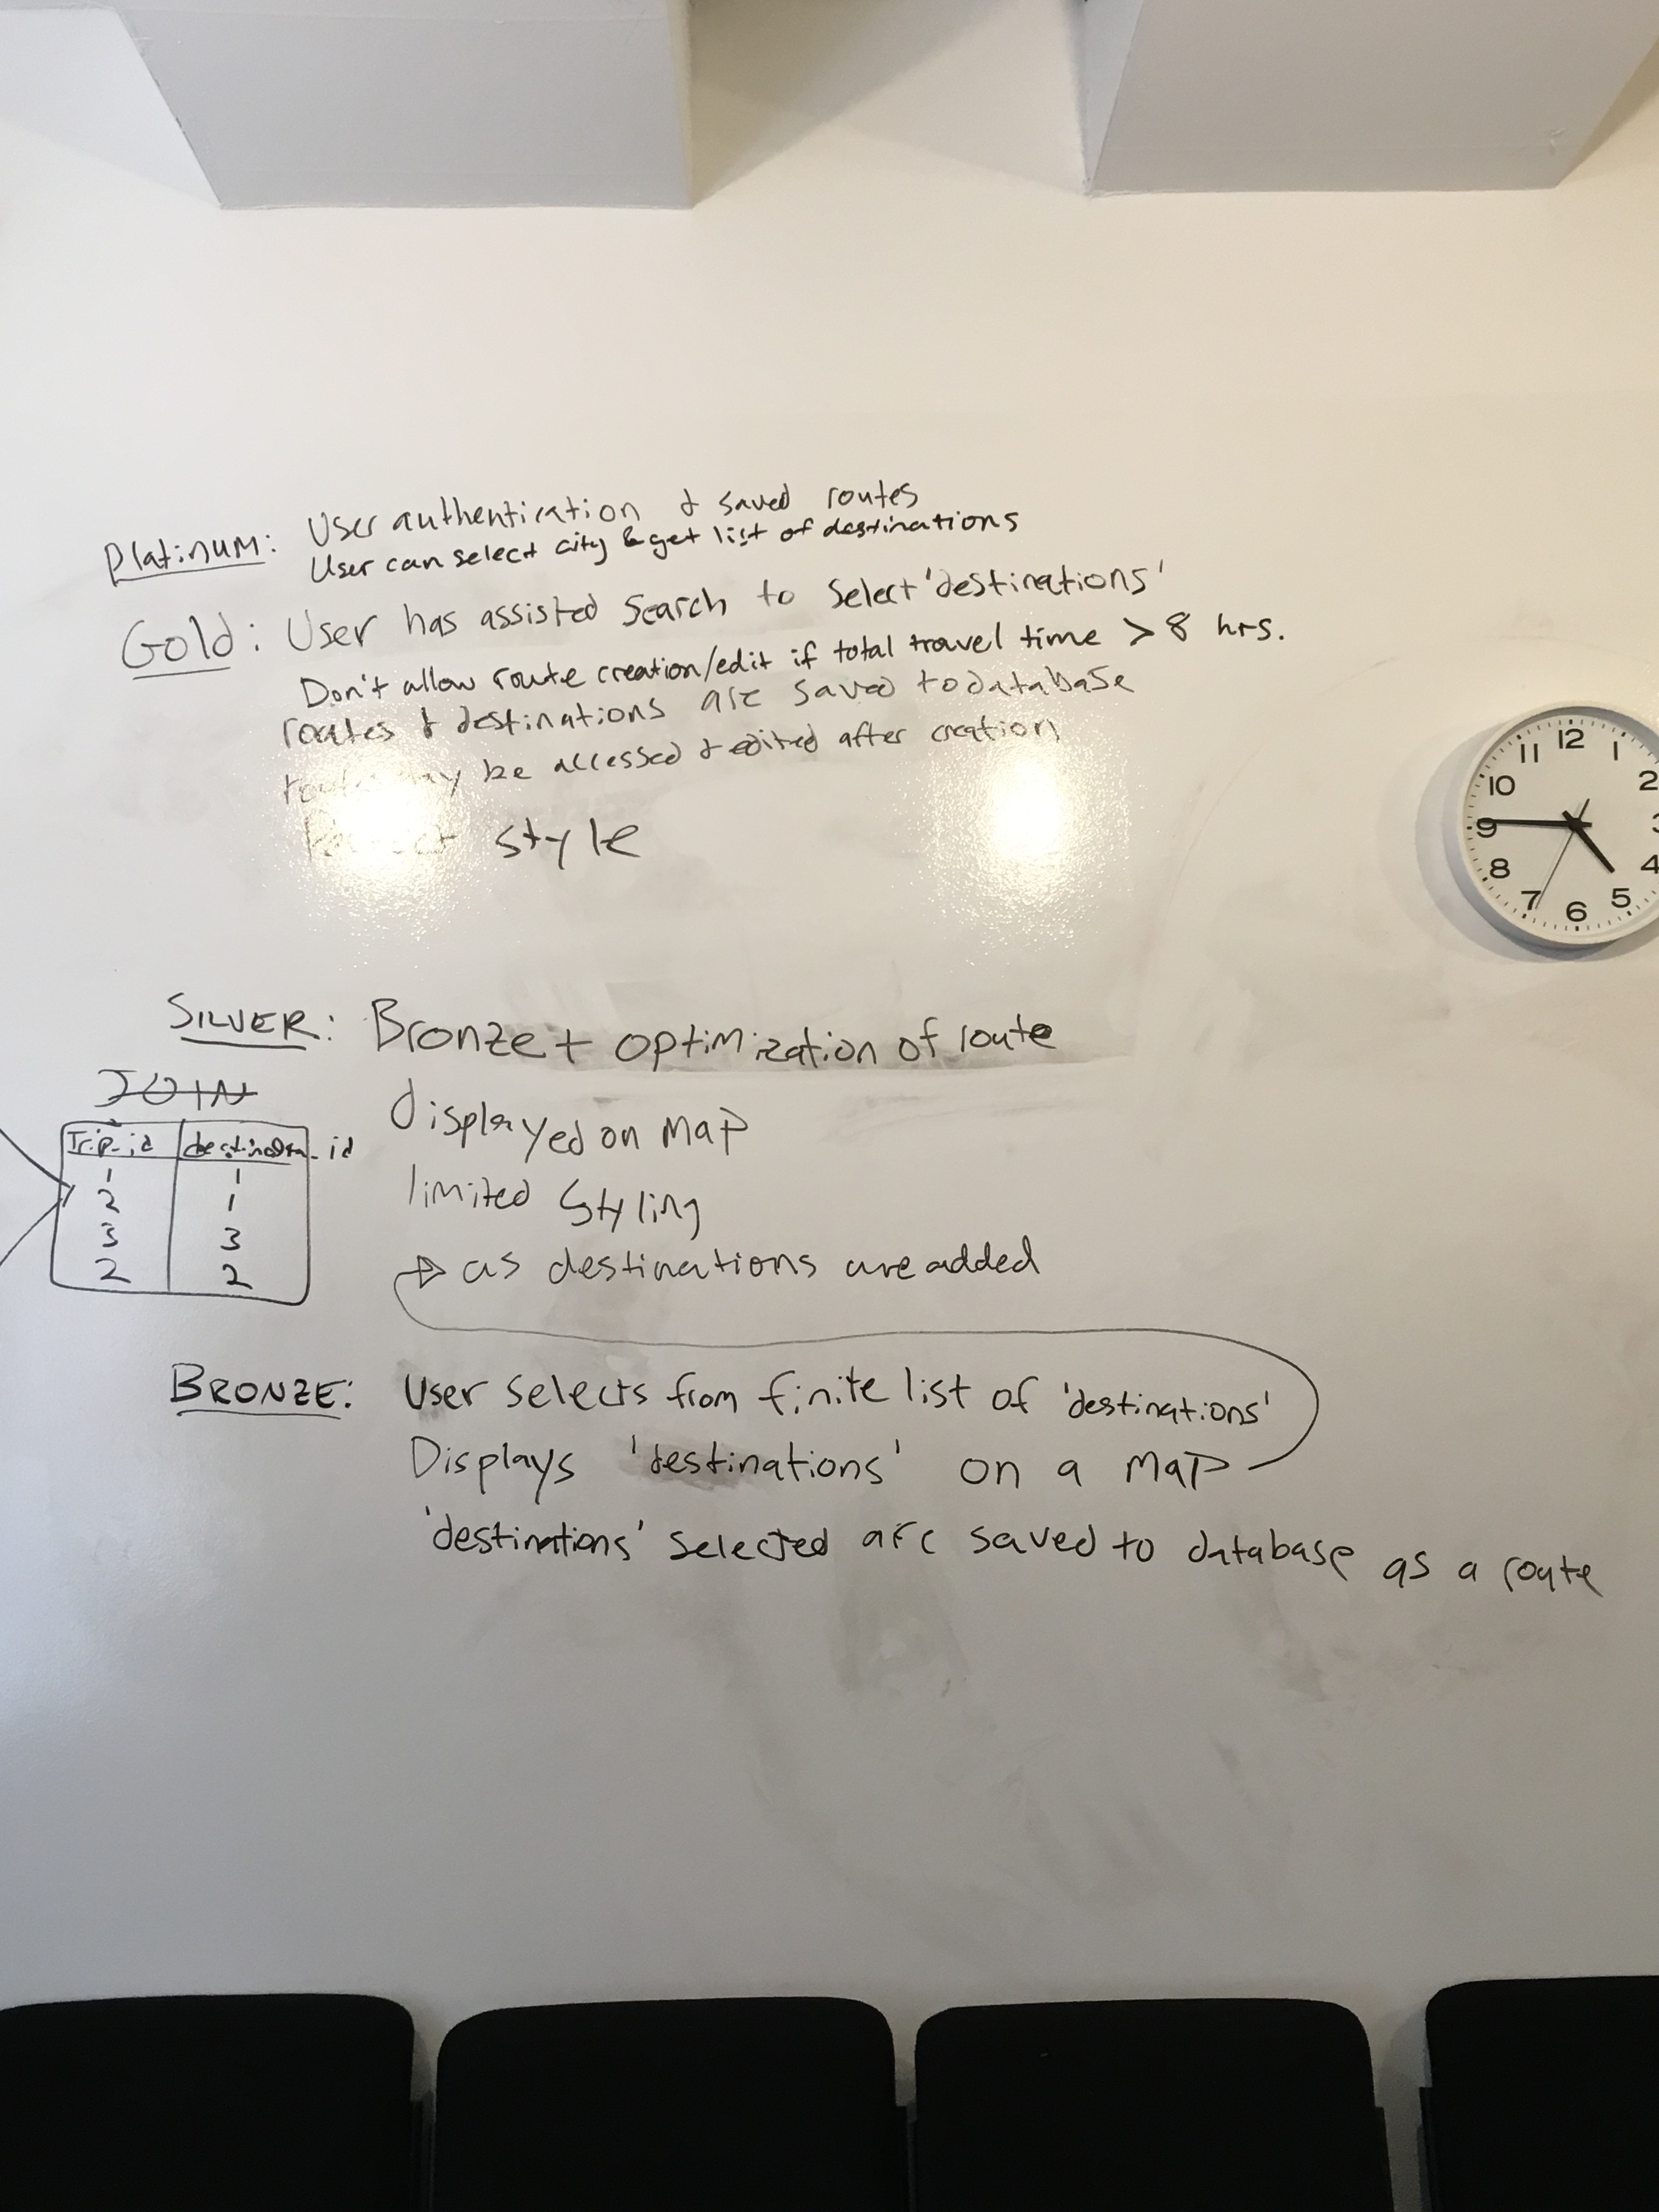 Platinum: User authentication & saved routes
User can select city & get list of destinations
Gold: User has assisted search to select 'destinations'
Don't allow route creation/edit if total travel time > 8 hrs.
routes & destinations are saved to database
routes may be accessed & edited after creation
style
SILVER: Bronze + optimization of route
displayed on map
limited styling
as destinations are added
JOIN
Trip_id destination_id
1 1
2 1
3 3
2 2
BRONZE: User selects from finite list of 'destinations'
Displays 'destinations' on a map
'destinations' selected are saved to database as a route
11 12 1
10 2
9 3
8 4
7 6 5